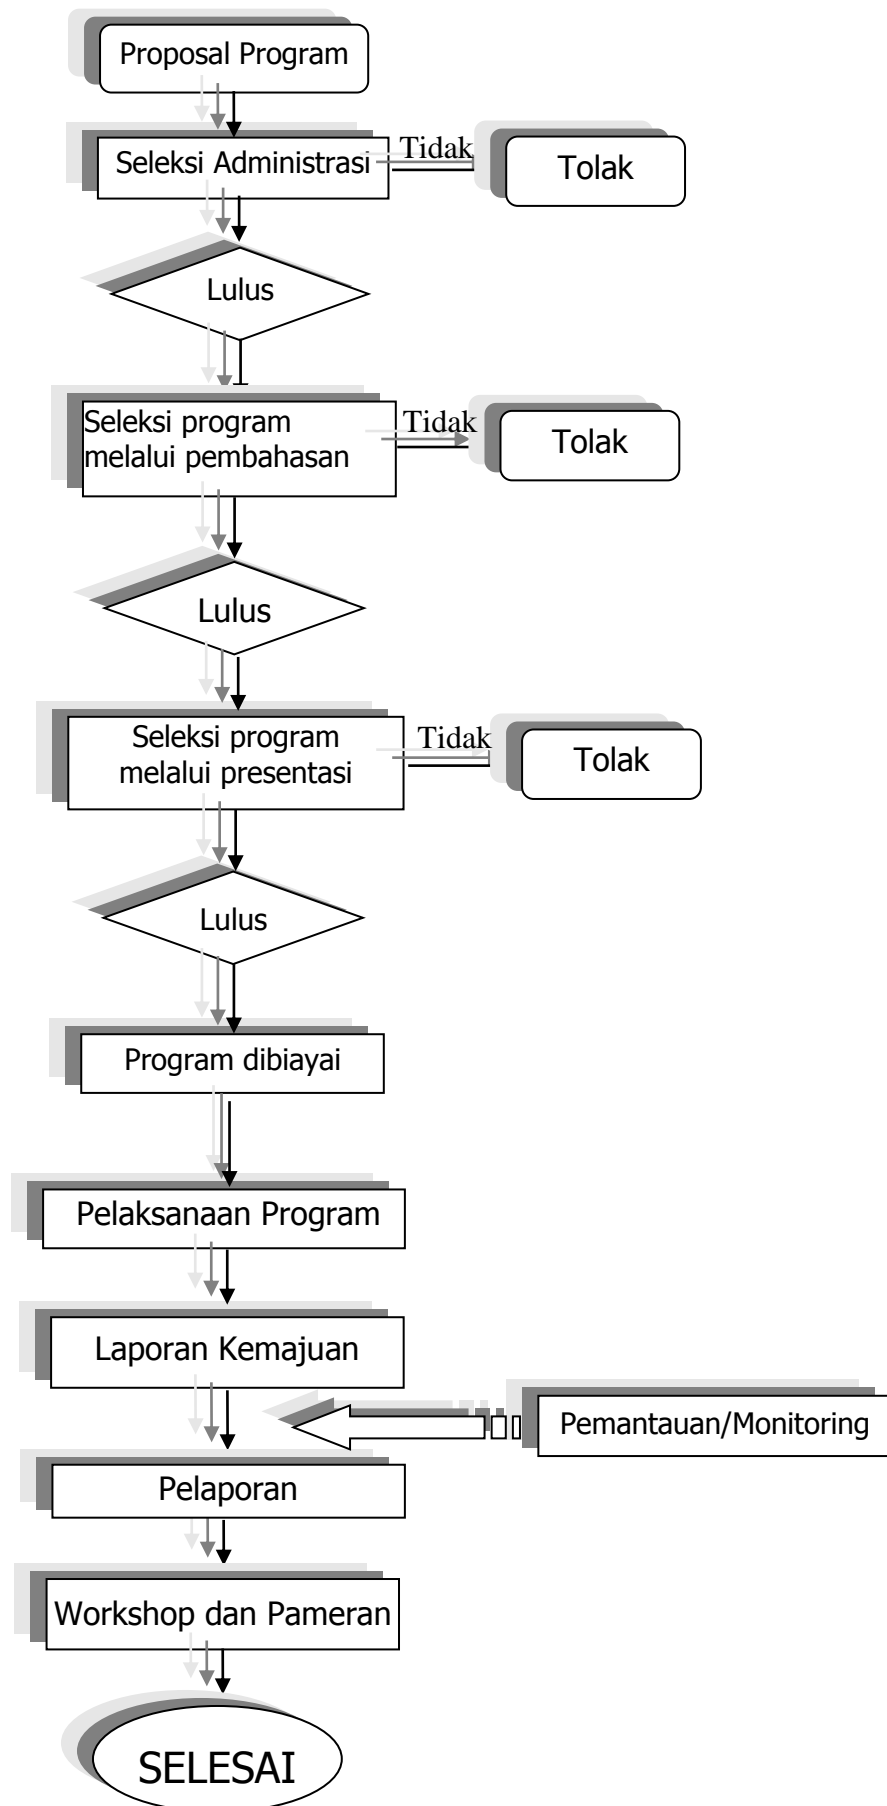 Proposal Program
Seleksi Administrasi
Tidak
Tolak
Lulus
Seleksi program
melalui pembahasan
Tidak
Tolak
Lulus
Seleksi program
melalui presentasi
Tidak
Tolak
Lulus
Program dibiayai
Pelaksanaan Program
Laporan Kemajuan
Pemantauan/Monitoring
Pelaporan
Workshop dan Pameran
SELESAI